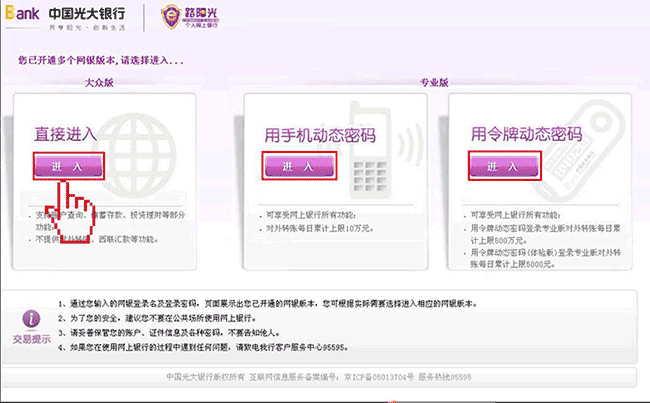 Bank 中国光大银行
共享阳光·创新生活
路阳光
个人网上银行
您已开通多个网银版本,请选择进入...
大众版
专业版
直接进入
进 入
支 账户查询、储蓄存款、投资理财等部分
功能;
不提供对外转账、西联汇款等功能。
用手机动态密码
进 入
可享受网上银行所有功能;
对外转账每日累计上限10万元。
用令牌动态密码
进 入
可享受网上银行所有功能;
用令牌动态密码登录专业版对外转账每日累
计上限500万元。
用令牌动态密码(体验版)登录专业版对外转
账每日累计上限5000元。
交易提示
1、通过您输入的网银登录名及登录密码,页面展示出您已开通的网银版本,您可根据实际需要选择进入相应的网银版本。
2、为了您的安全,建议您不要在公共场所使用网上银行。
3、请妥善保管您的账户、证件信息及各种密码,不要告知他人。
4、如果您在使用网上银行的过程中遇到任何问题,请致电我行客户服务中心95595。
中国光大银行版权所有 互联网信息服务备案编号:京ICP备05013704号 服务热线95595